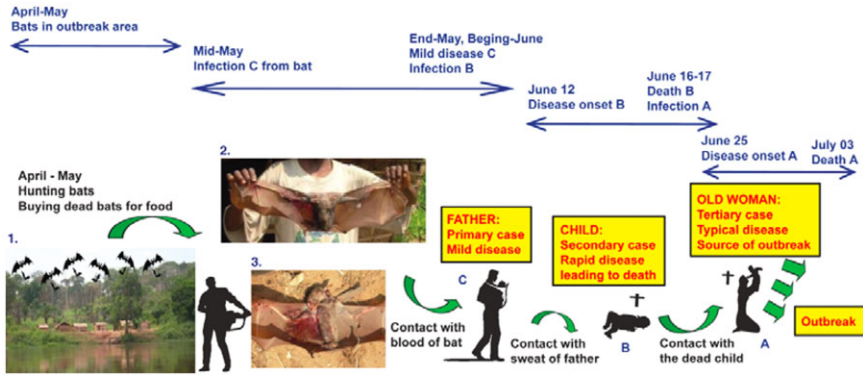 April-May
Bats in outbreak area
Mid-May
Infection C from bat
End-May, Beging-June
Mild disease C
Infection B
June 12
Disease onset B
June 16-17
Death B
Infection A
June 25
Disease onset A
July 03
Death A
April - May
Hunting bats
Buying dead bats for food
1.
2.
3.
FATHER:
Primary case
Mild disease
C
Contact with
blood of bat
CHILD:
Secondary case
Rapid disease
leading to death
B
Contact with
sweat of father
OLD WOMAN:
Tertiary case
Typical disease
Source of outbreak
A
Contact with
the dead child
Outbreak